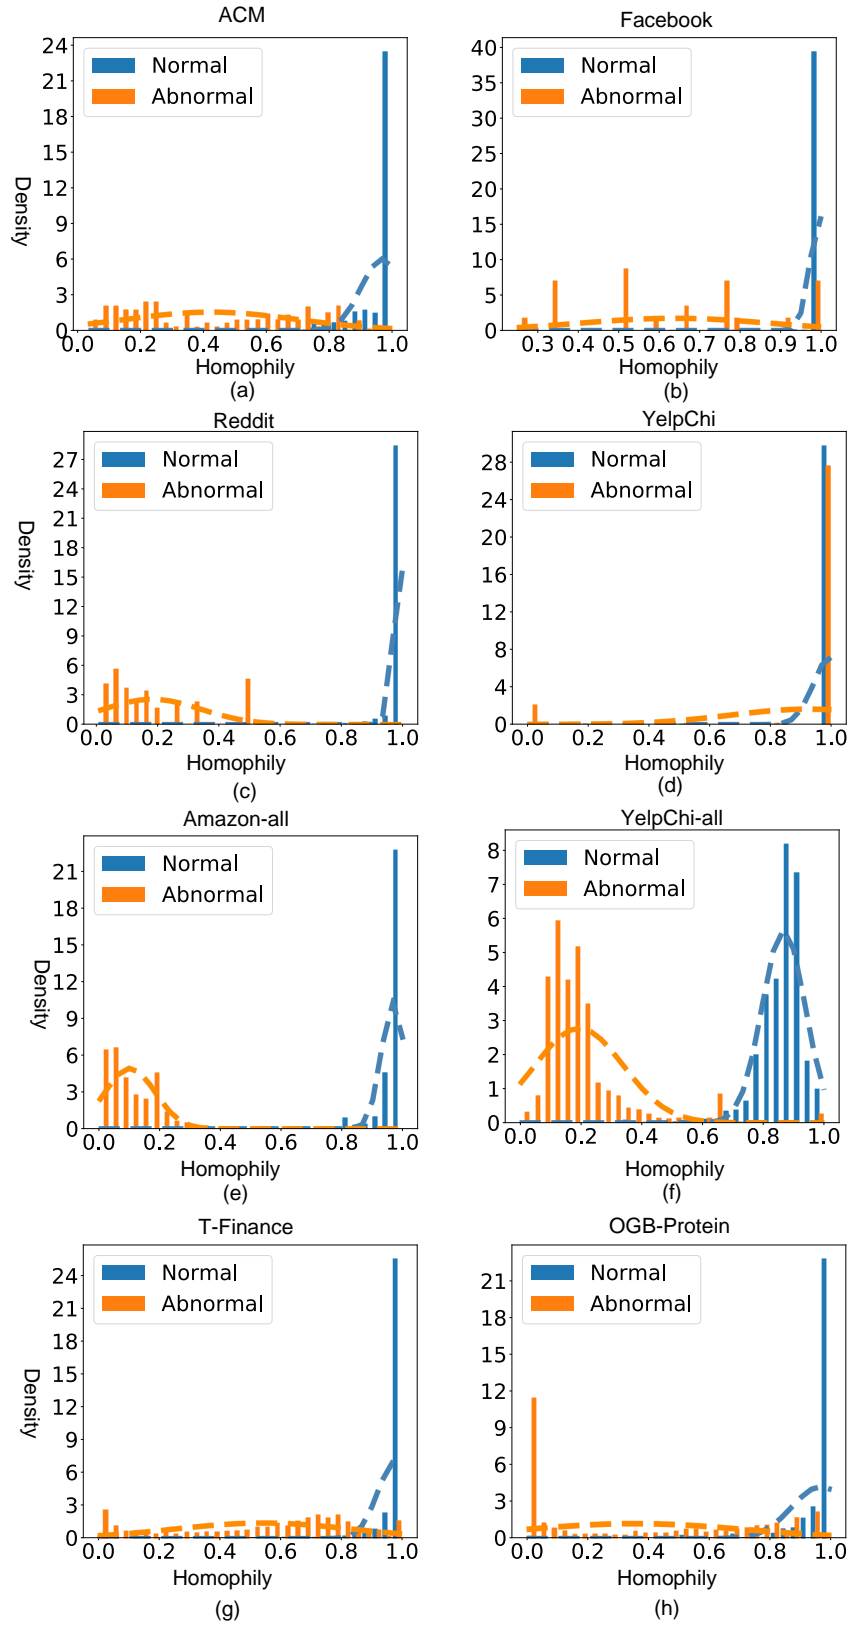 ACM
24
21
18
15
12
9
6
3
0
Density
Normal
Abnormal
0.0 0.2 0.4 0.6 0.8 1.0
Homophily
(a)
Facebook
40
35
30
25
20
15
10
5
0
Normal
Abnormal
0.3 0.4 0.5 0.6 0.7 0.8 0.9 1.0
Homophily
(b)
Reddit
27
24
21
18
15
12
9
6
3
0
Density
Normal
Abnormal
0.0 0.2 0.4 0.6 0.8 1.0
Homophily
(c)
YelpChi
28
24
20
16
12
8
4
0
Normal
Abnormal
0.0 0.2 0.4 0.6 0.8 1.0
Homophily
(d)
Amazon-all
21
18
15
12
9
6
3
0
Density
Normal
Abnormal
0.0 0.2 0.4 0.6 0.8 1.0
Homophily
(e)
YelpChi-all
8
7
6
5
4
3
2
1
0
Normal
Abnormal
0.0 0.2 0.4 0.6 0.8 1.0
Homophily
(f)
T-Finance
24
21
18
15
12
9
6
3
0
Density
Normal
Abnormal
0.0 0.2 0.4 0.6 0.8 1.0
Homophily
(g)
OGB-Protein
21
18
15
12
9
6
3
0
Normal
Abnormal
0.0 0.2 0.4 0.6 0.8 1.0
Homophily
(h)